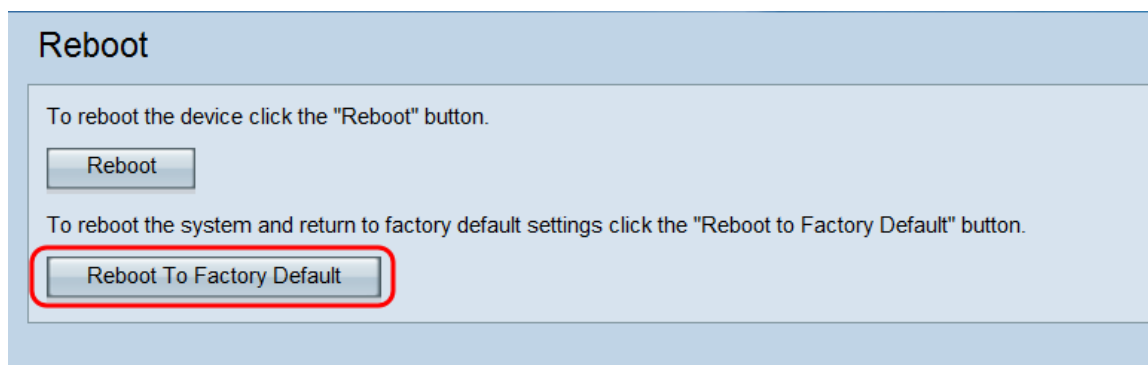 Reboot
To reboot the device click the "Reboot" button.
Reboot
To reboot the system and return to factory default settings click the "Reboot to Factory Default" button.
Reboot To Factory Default